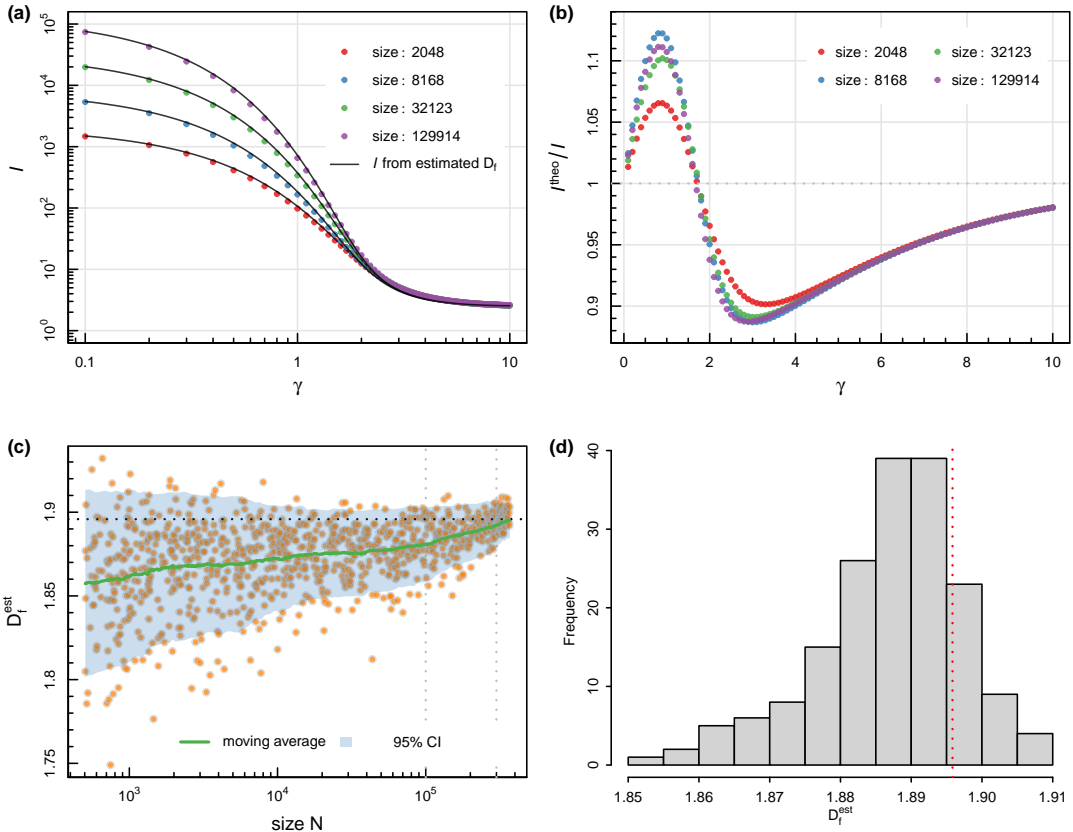 (a)
10^0 10^1 10^2 10^3 10^4 10^5
I
size: 2048
size: 8168
size: 32123
size: 129914
I from estimated D_f
0.1 1 10
γ
(b)
0.9 0.95 1 1.05 1.1
I^theo / I
size: 2048
size: 8168
size: 32123
size: 129914
0 2 4 6 8 10
γ
(c)
1.75 1.8 1.85 1.9
D_f^est
moving average
95% CI
10^3 10^4 10^5
size N
(d)
0 10 20 30 40
Frequency
1.85 1.86 1.87 1.88 1.89 1.90 1.91
D_f^est